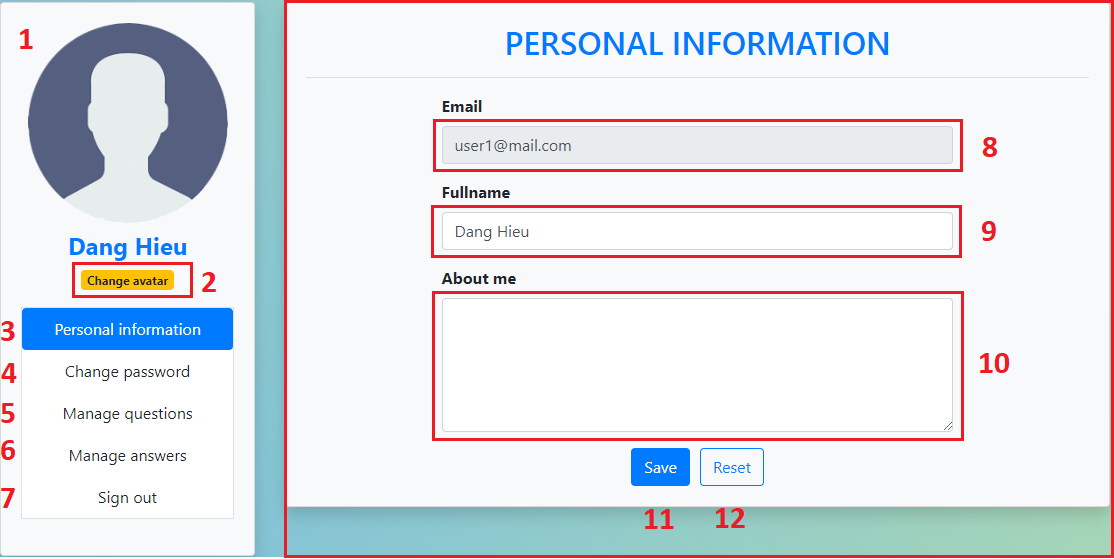 1
Dang Hieu
Change avatar 2
3 Personal information
4 Change password
5 Manage questions
6 Manage answers
7 Sign out
PERSONAL INFORMATION
Email
user1@mail.com 8
Fullname
Dang Hieu 9
About me
10
Save Reset
11 12